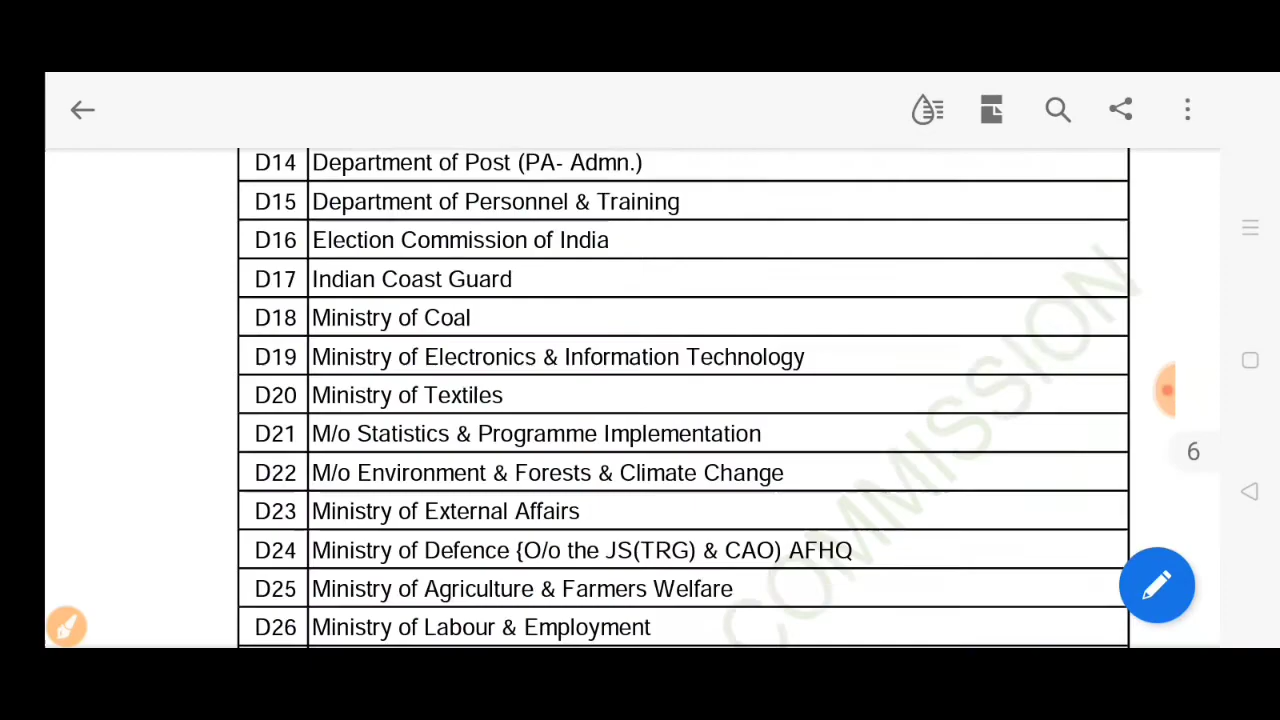 D14 Department of Post (PA- Admn.)
D15 Department of Personnel & Training
D16 Election Commission of India
D17 Indian Coast Guard
D18 Ministry of Coal
D19 Ministry of Electronics & Information Technology
D20 Ministry of Textiles
D21 M/o Statistics & Programme Implementation
6
D22 M/o Environment & Forests & Climate Change
D23 Ministry of External Affairs
D24 Ministry of Defence {O/o the JS(TRG) & CAO) AFHQ
D25 Ministry of Agriculture & Farmers Welfare
D26 Ministry of Labour & Employment
COMMISSION